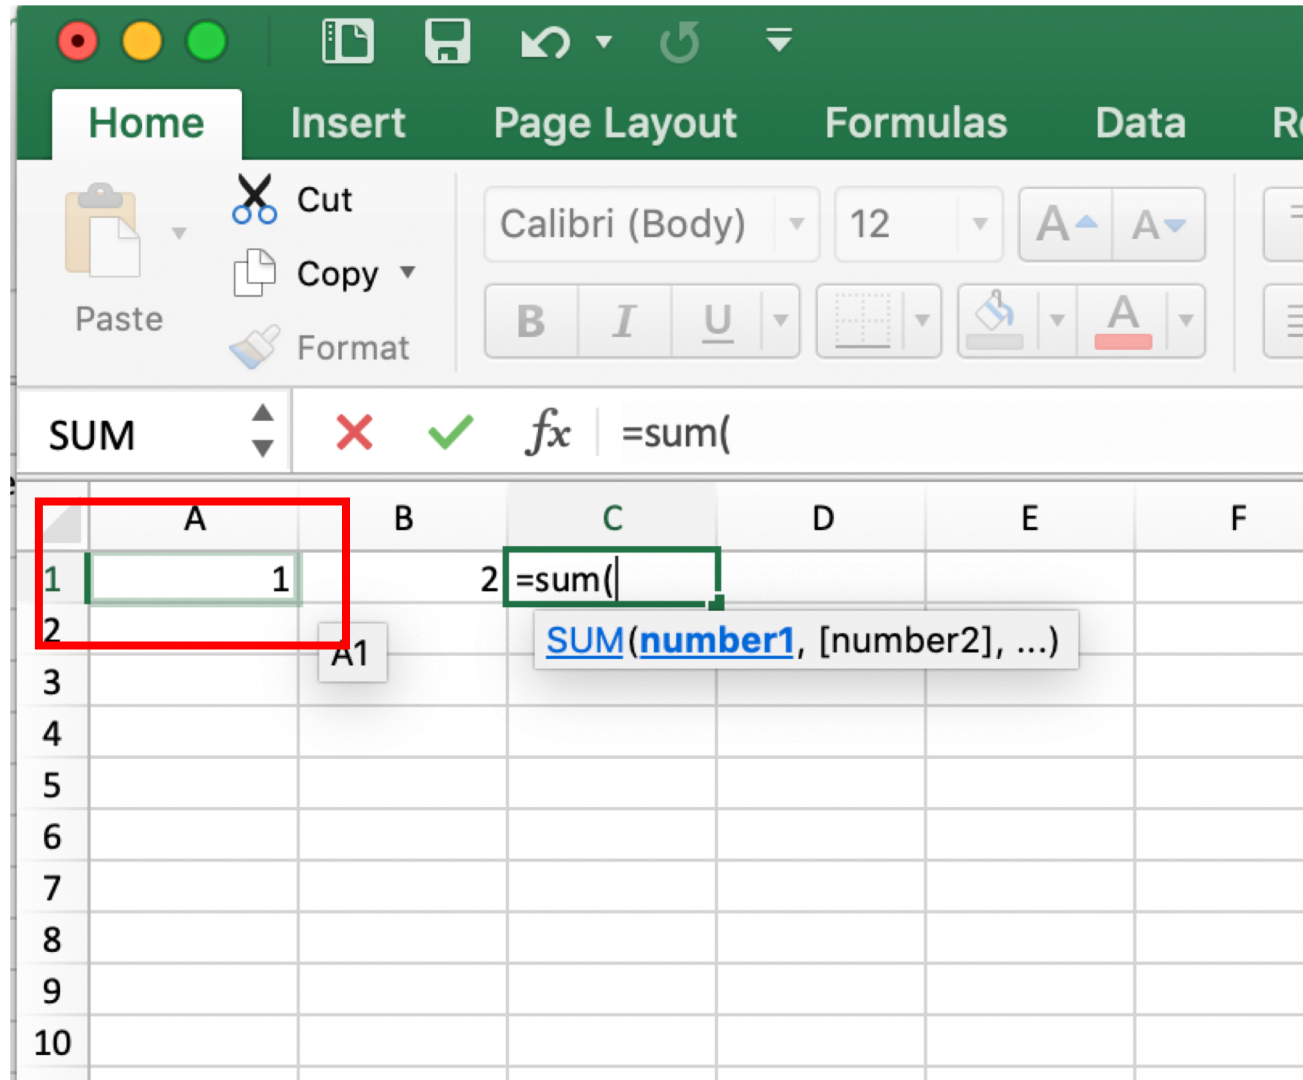 Home Insert Page Layout Formulas Data
Cut
Calibri (Body) 12 A A
Copy
Paste
B I U A
Format
SUM fx =sum(
A B C D E F
1 1 2 =sum(
2
A1 SUM(number1, [number2], ...)
3
4
5
6
7
8
9
10